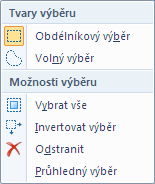 Tvary výběru
Obdélníkový výběr
Volný výběr
Možnosti výběru
Vybrat vše
Invertovat výběr
Odstranit
Průhledný výběr